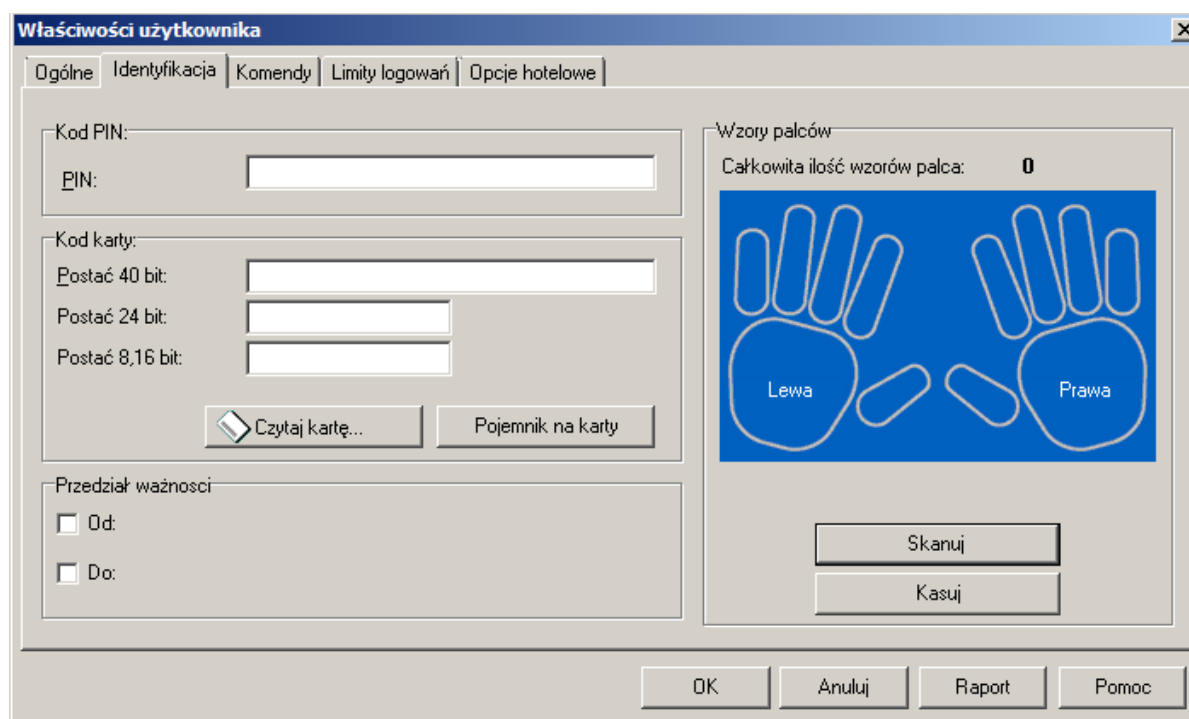 Właściwości użytkownika
Ogólne Identyfikacja Komendy Limity logowań Opcje hotelowe
Kod PIN:
PIN:
Kod karty:
Postać 40 bit:
Postać 24 bit:
Postać 8,16 bit:
Czytaj kartę... Pojemnik na karty
Przedział ważnosci
Od:
Do:
Wzory palców
Całkowita ilość wzorów palca: 0
Lewa Prawa
Skanuj
Kasuj
OK Anuluj Raport Pomoc